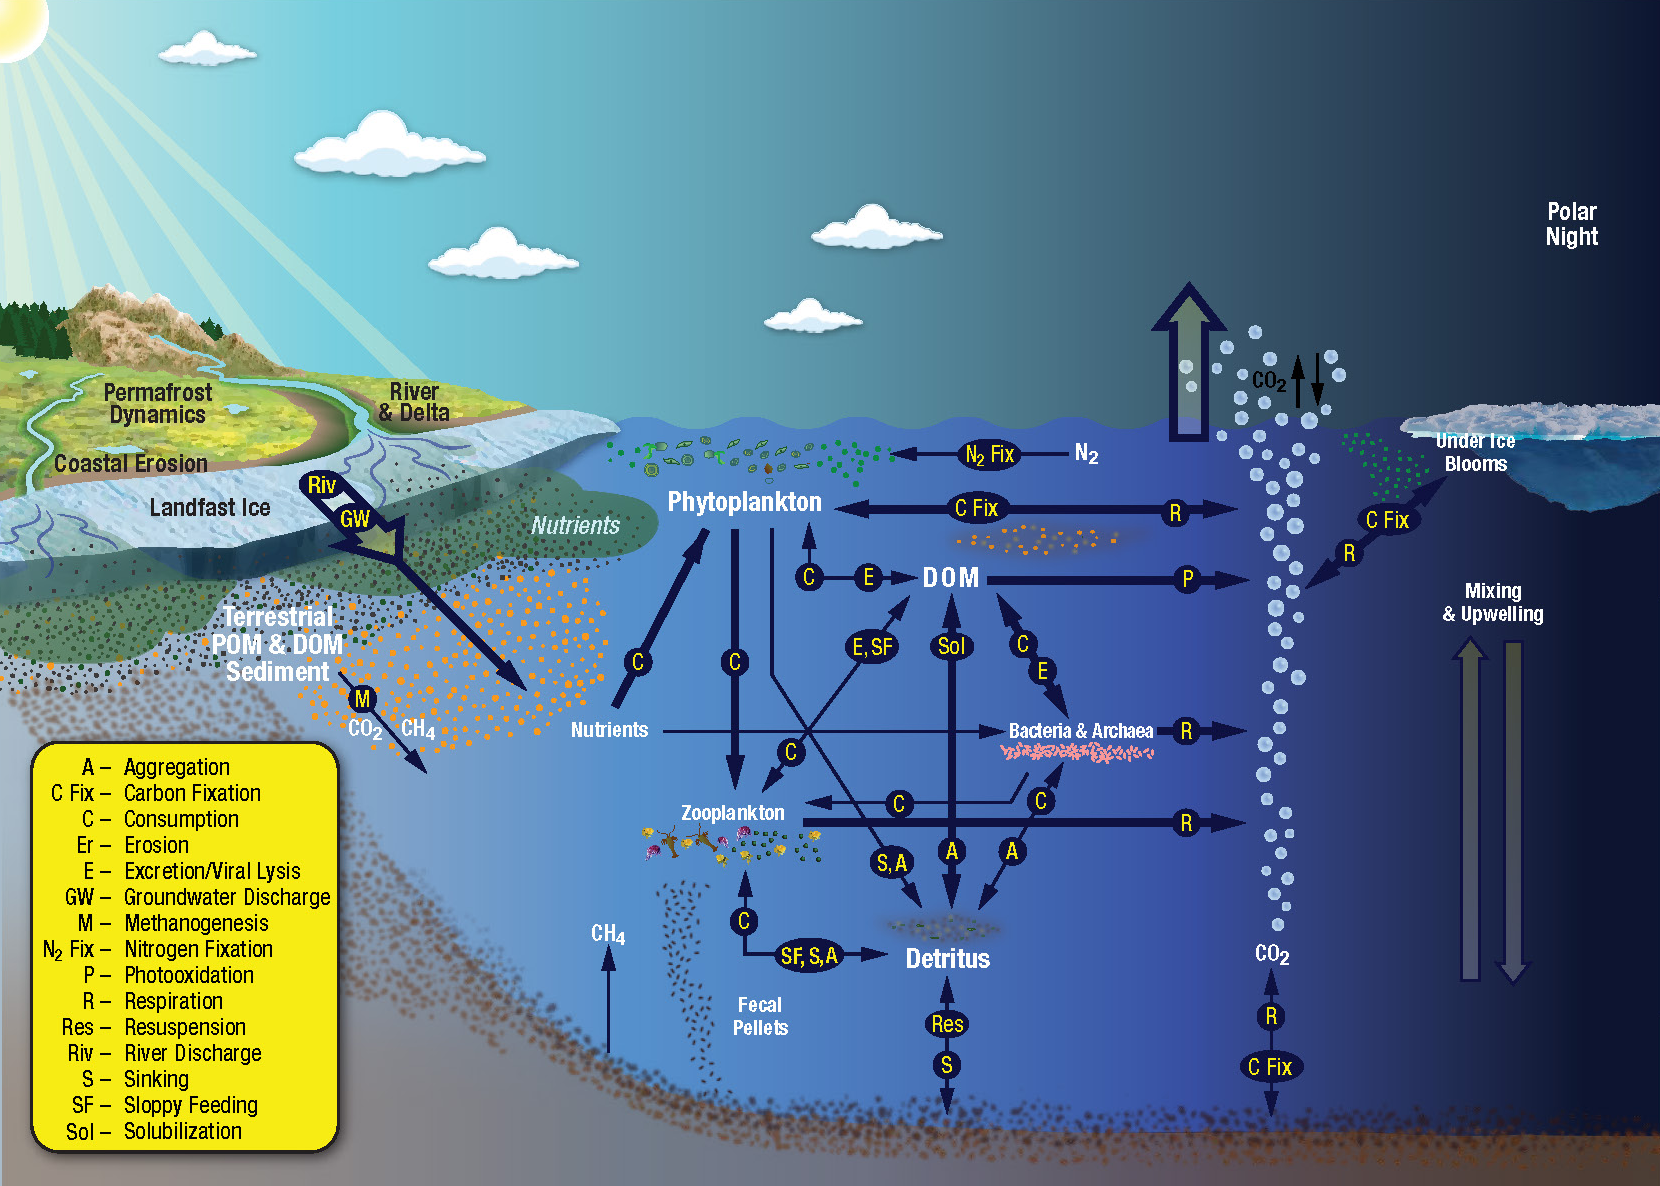 Polar
Night
Permafrost
Dynamics
River
& Delta
Coastal Erosion
Landfast Ice
Riv
GW
Nutrients
Terrestrial
POM & DOM
Sediment
M
CO2 CH4
CO2
Under Ice
Blooms
N2 Fix
N2
Phytoplankton
C Fix
R
C Fix
R
C
E
DOM
P
Mixing
& Upwelling
E, SF
Sol
C
E
C
C
Nutrients
Bacteria & Archaea
R
C
Zooplankton
C
C
R
S, A
A
A
C
SF, S, A
Detritus
CH4
Fecal
Pellets
Res
S
CO2
R
C Fix
A – Aggregation
C Fix – Carbon Fixation
C – Consumption
Er – Erosion
E – Excretion/Viral Lysis
GW – Groundwater Discharge
M – Methanogenesis
N2 Fix – Nitrogen Fixation
P – Photooxidation
R – Respiration
Res – Resuspension
Riv – River Discharge
S – Sinking
SF – Sloppy Feeding
Sol – Solubilization